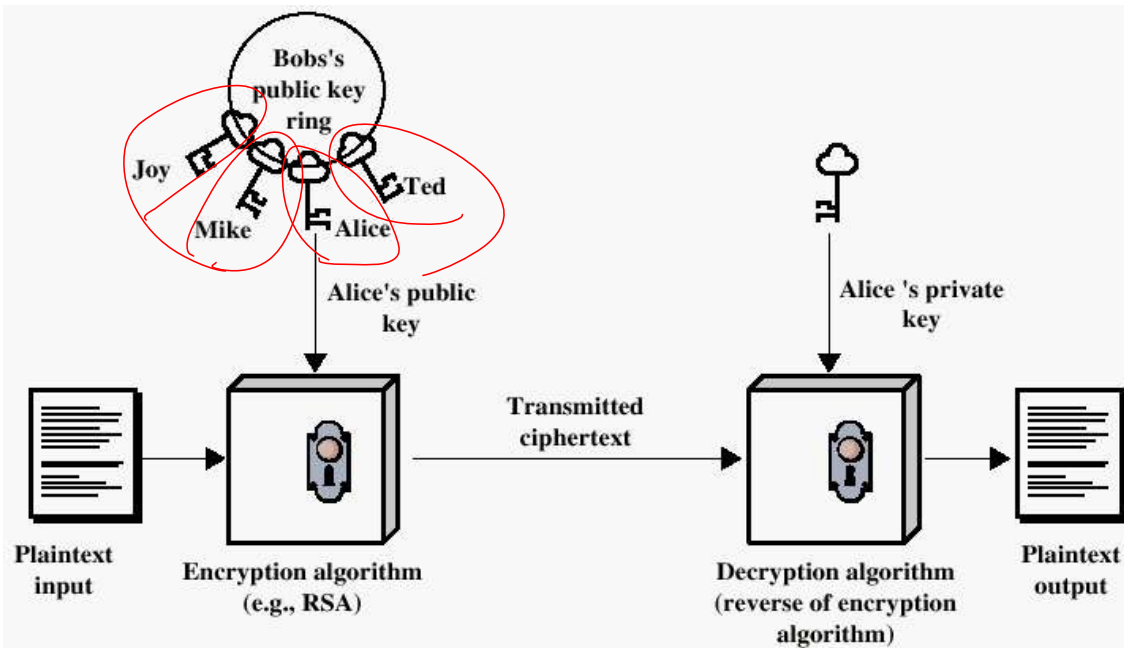 Bobs's
public key
ring
Joy
Ted
Mike
Alice
Alice's public
key
Alice 's private
key
Transmitted
ciphertext
Plaintext
input
Encryption algorithm
(e.g., RSA)
Decryption algorithm
(reverse of encryption
algorithm)
Plaintext
output